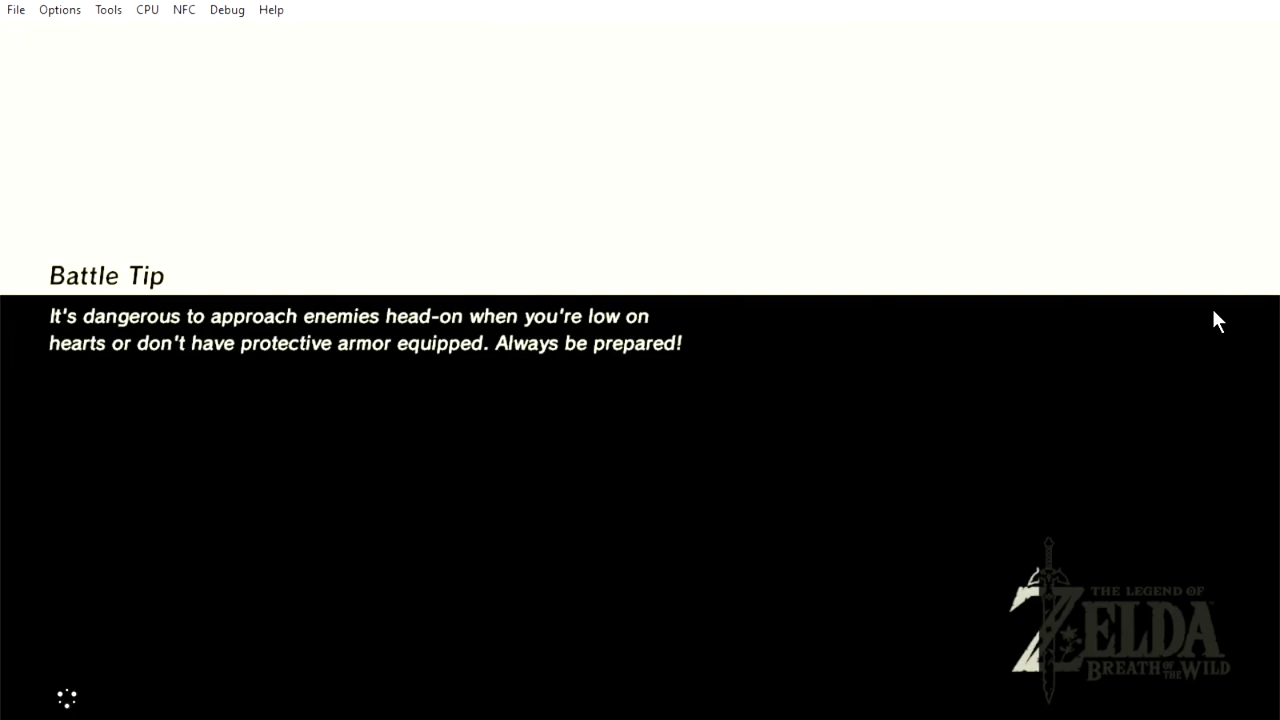 File Options Tools CPU NFC Debug Help
Battle Tip
It's dangerous to approach enemies head-on when you're low on
hearts or don't have protective armor equipped. Always be prepared!
THE LEGEND OF
ZELDA
BREATH OF THE WILD